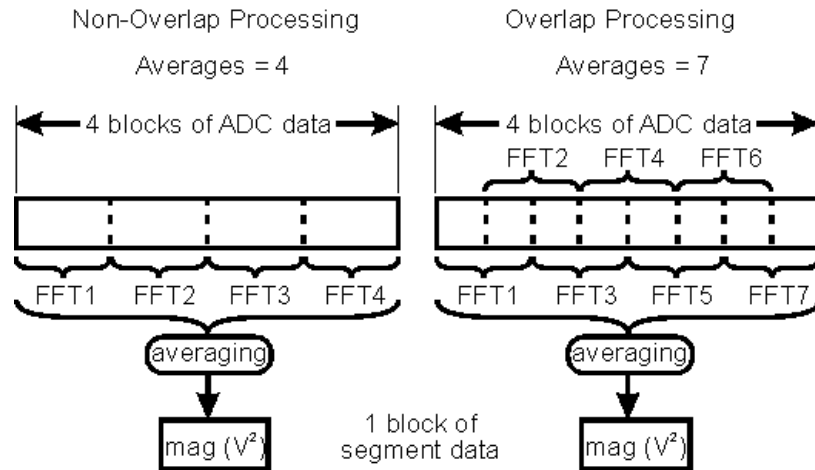 Non-Overlap Processing
Averages = 4
4 blocks of ADC data
FFT1 FFT2 FFT3 FFT4
averaging
mag (V²)
Overlap Processing
Averages = 7
4 blocks of ADC data
FFT2 FFT4 FFT6
FFT1 FFT3 FFT5 FFT7
averaging
mag (V²)
1 block of
segment data